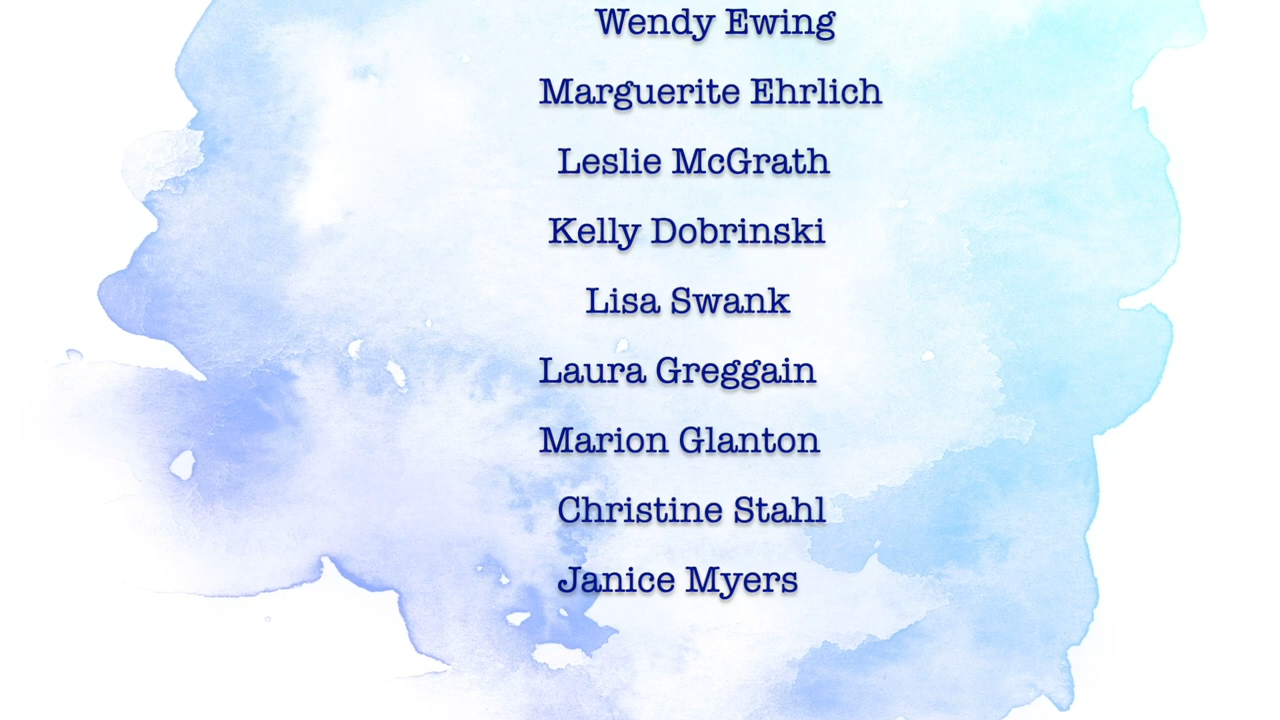 Wendy Ewing
Marguerite Ehrlich
Leslie McGrath
Kelly Dobrinski
Lisa Swank
Laura Greggain
Marion Glanton
Christine Stahl
Janice Myers